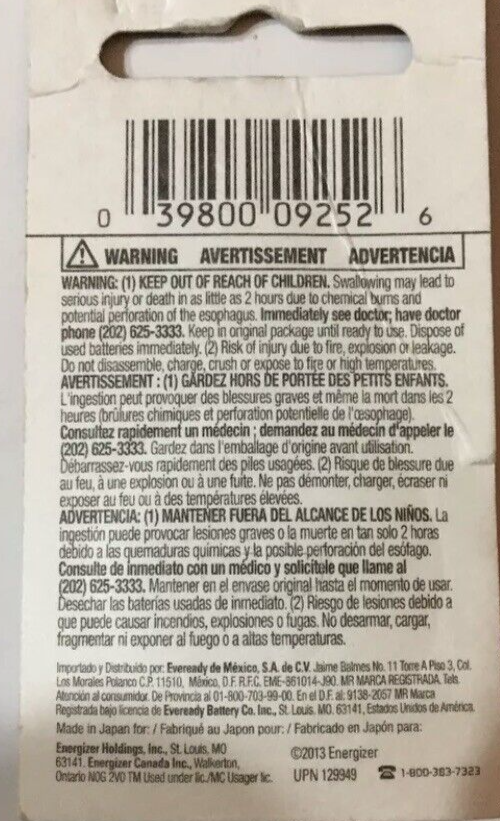 0 39800 09252 6
WARNING AVERTISSEMENT ADVERTENCIA
WARNING: (1) KEEP OUT OF REACH OF CHILDREN. Swallowing may lead to
serious injury or death in as little as 2 hours due to chemical burns and
potential perforation of the esophagus. Immediately see doctor; have doctor
phone (202) 625-3333. Keep in original package until ready to use. Dispose of
used batteries immediately. (2) Risk of injury due to fire, explosion or leakage.
Do not disassemble, charge, crush or expose to fire or high temperatures.
AVERTISSEMENT : (1) GARDEZ HORS DE PORTÉE DES PETITS ENFANTS.
L'ingestion peut provoquer des blessures graves et même la mort dans les 2
heures (brûlures chimiques et perforation potentielle de l'œsophage).
Consultez rapidement un médecin ; demandez au médecin d'appeler le
(202) 625-3333. Gardez dans l'emballage d'origine avant utilisation.
Débarrassez-vous rapidement des piles usagées. (2) Risque de blessure due
au feu, à une explosion ou à une fuite. Ne pas démonter, charger, écraser ni
exposer au feu ou à des températures élevées.
ADVERTENCIA: (1) MANTENER FUERA DEL ALCANCE DE LOS NIÑOS. La
ingestión puede provocar lesiones graves o la muerte en tan solo 2 horas
debido a las quemaduras químicas y la posible perforación del esófago.
Consulte de inmediato con un médico y solicítele que llame al
(202) 625-3333. Mantener en el envase original hasta el momento de usar.
Desechar las baterías usadas de inmediato. (2) Riesgo de lesiones debido a
que puede causar incendios, explosiones o fugas. No desarmar, cargar,
fragmentar ni exponer al fuego o a altas temperaturas.
Importado y Distribuido por: Eveready de México, S.A. de C.V. Jaime Balmes No. 11 Torre A Piso 3, Col.
Los Morales Polanco C.P. 11510, México, D.F. R.F.C. EME-861014-J90. MR MARCA REGISTRADA. Tels.
Atención al consumidor: De Provincia al 01-800-703-99-00. En el D.F. al: 9138-2057 MR Marca
Registrada bajo licencia de Eveready Battery Co. Inc., St. Louis, MO. 63141, Estados Unidos de América.
Made in Japan for: / Fabriqué au Japon pour: / Fabricado en Japón para:
Energizer Holdings, Inc., St. Louis, MO
63141. Energizer Canada Inc., Walkerton,
Ontario N0G 2V0 TM Used under lic./MC Usager lic.
©2013 Energizer
UPN 129949 ☎ 1-800-383-7323